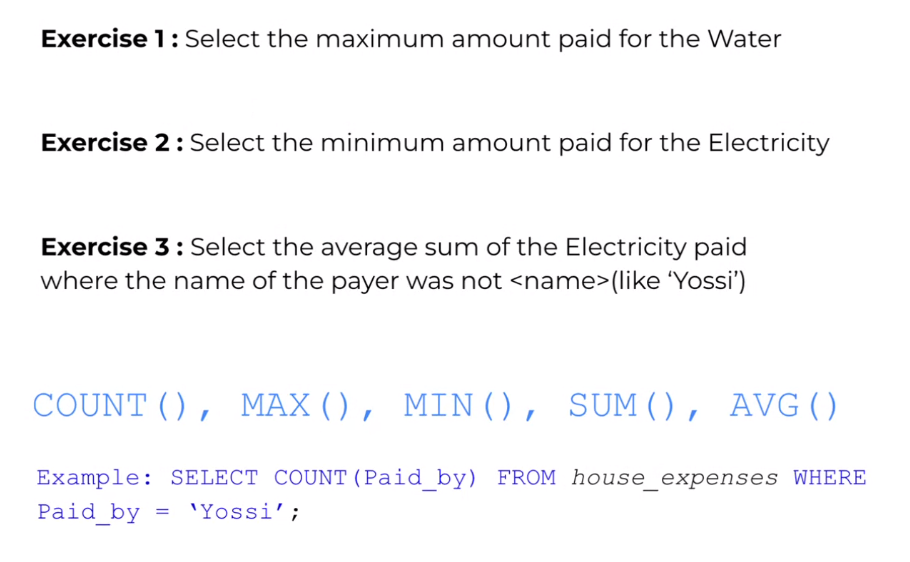 Exercise 1 : Select the maximum amount paid for the Water
Exercise 2 : Select the minimum amount paid for the Electricity
Exercise 3 : Select the average sum of the Electricity paid
where the name of the payer was not <name>(like ‘Yossi’)
COUNT(), MAX(), MIN(), SUM(), AVG()
Example: SELECT COUNT(Paid_by) FROM house_expenses WHERE
Paid_by = ‘Yossi’;